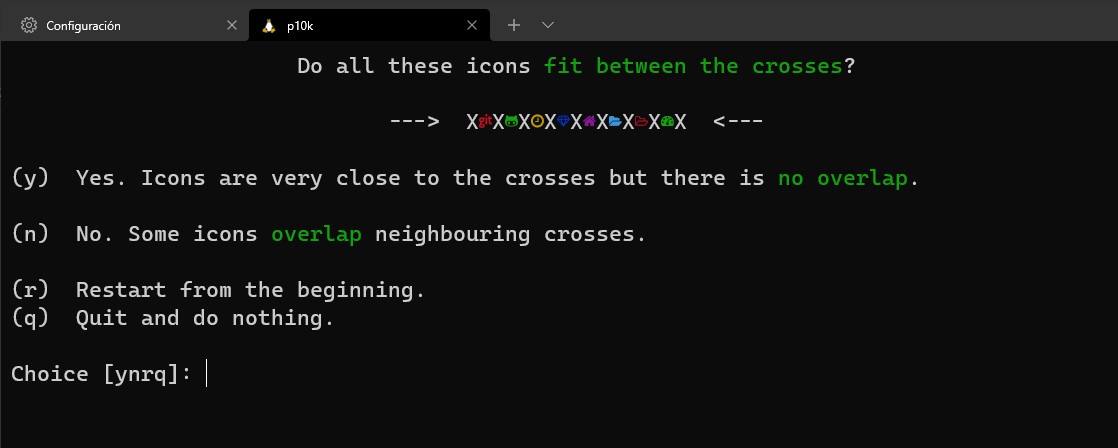 Configuración
p10k
Do all these icons fit between the crosses?
---> XgitXXXXXXXX <---
(y) Yes. Icons are very close to the crosses but there is no overlap.
(n) No. Some icons overlap neighbouring crosses.
(r) Restart from the beginning.
(q) Quit and do nothing.
Choice [ynrq]: